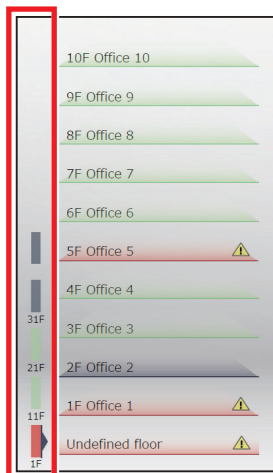 10F Office 10
9F Office 9
8F Office 8
7F Office 7
6F Office 6
5F Office 5
4F Office 4
31F
3F Office 3
21F
2F Office 2
1F Office 1
11F
Undefined floor
1F